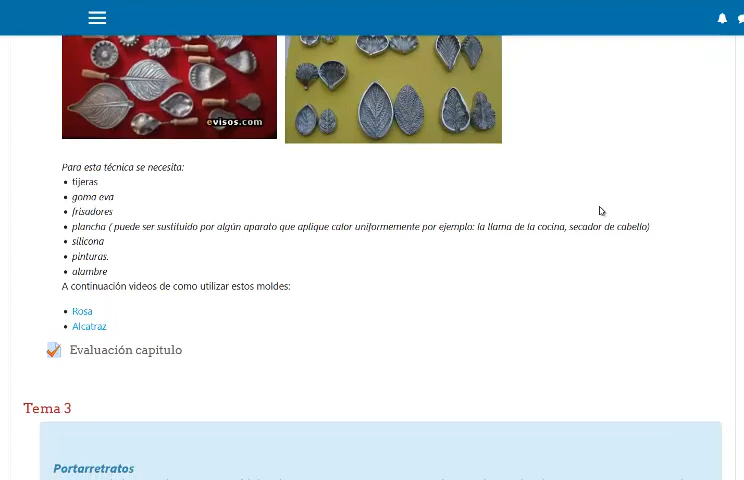 evisos.com
Para esta técnica se necesita:
tijeras
goma eva
frisadores
plancha ( puede ser sustituido por algún aparato que aplique calor uniformemente por ejemplo: la llama de la cocina, secador de cabello)
silicona
pinturas.
alambre
A continuación videos de como utilizar estos moldes:
Rosa
Alcatraz
Evaluación capitulo
Tema 3
Portarretratos